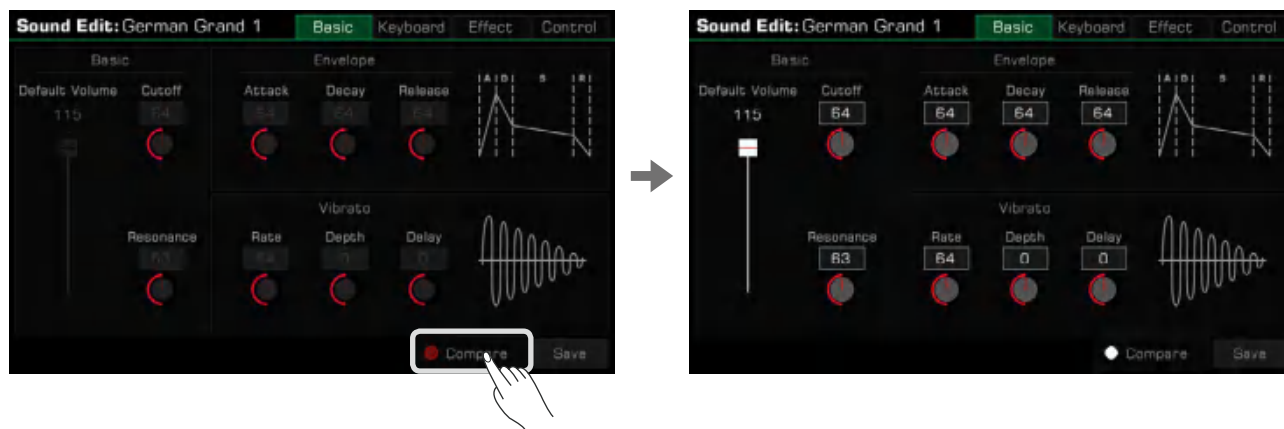 Sound Edit: German Grand 1 Basic Keyboard Effect Control
Basic Envelope
Default Volume Cutoff Attack Decay Release A D S R
115 64 64 64 64
Vibrato
Resonance Rate Depth Delay
63 64 0 0
Compare Save
Sound Edit: German Grand 1 Basic Keyboard Effect Control
Basic Envelope
Default Volume Cutoff Attack Decay Release A D S R
115 64 64 64 64
Vibrato
Resonance Rate Depth Delay
63 64 0 0
Compare Save